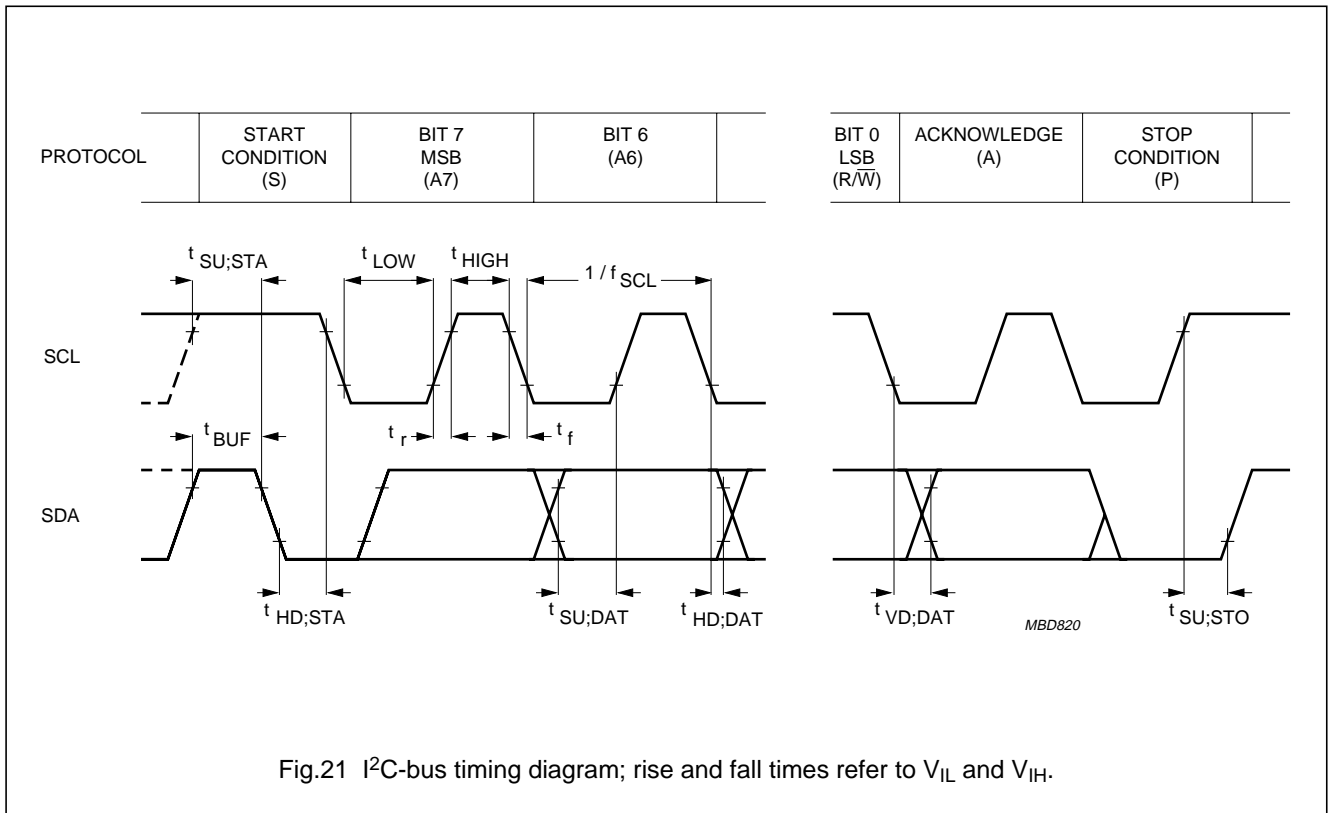 PROTOCOL
START
CONDITION
(S)
BIT 7
MSB
(A7)
BIT 6
(A6)
BIT 0
LSB
(R/W̅)
ACKNOWLEDGE
(A)
STOP
CONDITION
(P)
t SU;STA
t LOW
t HIGH
1 / f SCL
SCL
t BUF
t r
t f
SDA
t HD;STA
t SU;DAT
t HD;DAT
t VD;DAT
MBD820
t SU;STO
Fig.21 I²C-bus timing diagram; rise and fall times refer to VIL and VIH.